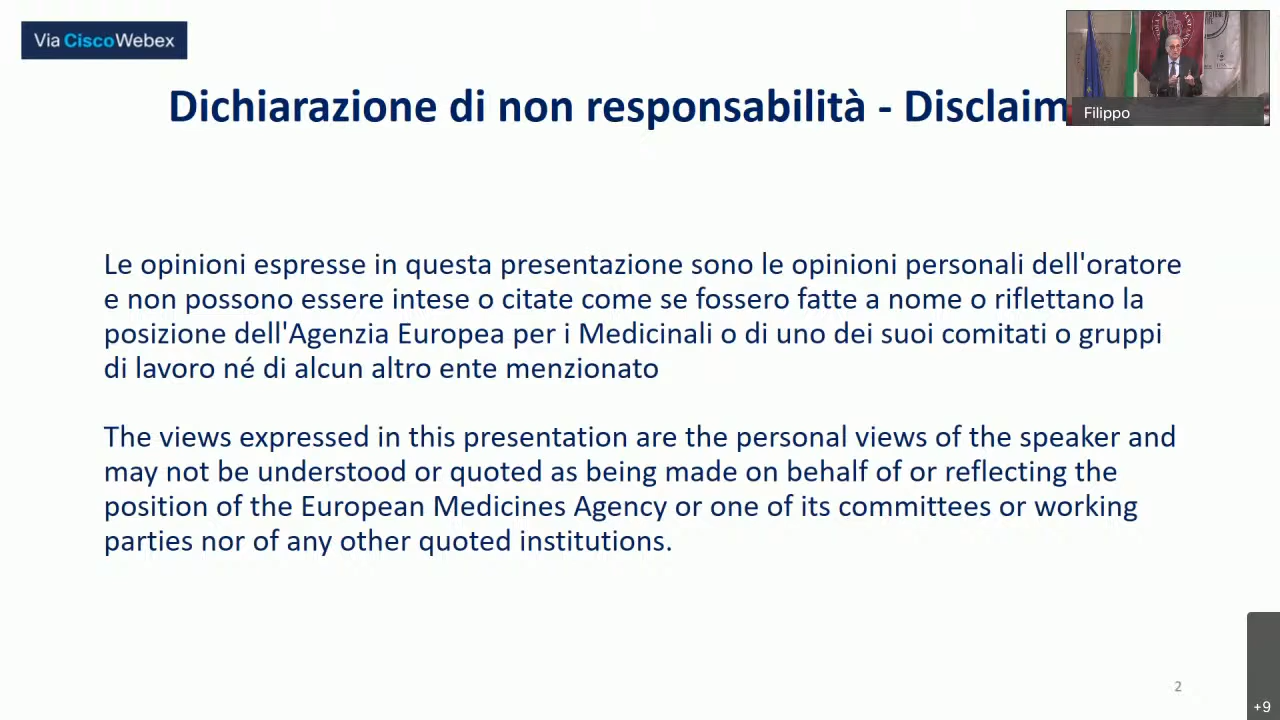 Via CiscoWebex
Dichiarazione di non responsabilità - Disclaim
Filippo
Le opinioni espresse in questa presentazione sono le opinioni personali dell'oratore
e non possono essere intese o citate come se fossero fatte a nome o riflettano la
posizione dell'Agenzia Europea per i Medicinali o di uno dei suoi comitati o gruppi
di lavoro né di alcun altro ente menzionato
The views expressed in this presentation are the personal views of the speaker and
may not be understood or quoted as being made on behalf of or reflecting the
position of the European Medicines Agency or one of its committees or working
parties nor of any other quoted institutions.
2
+9